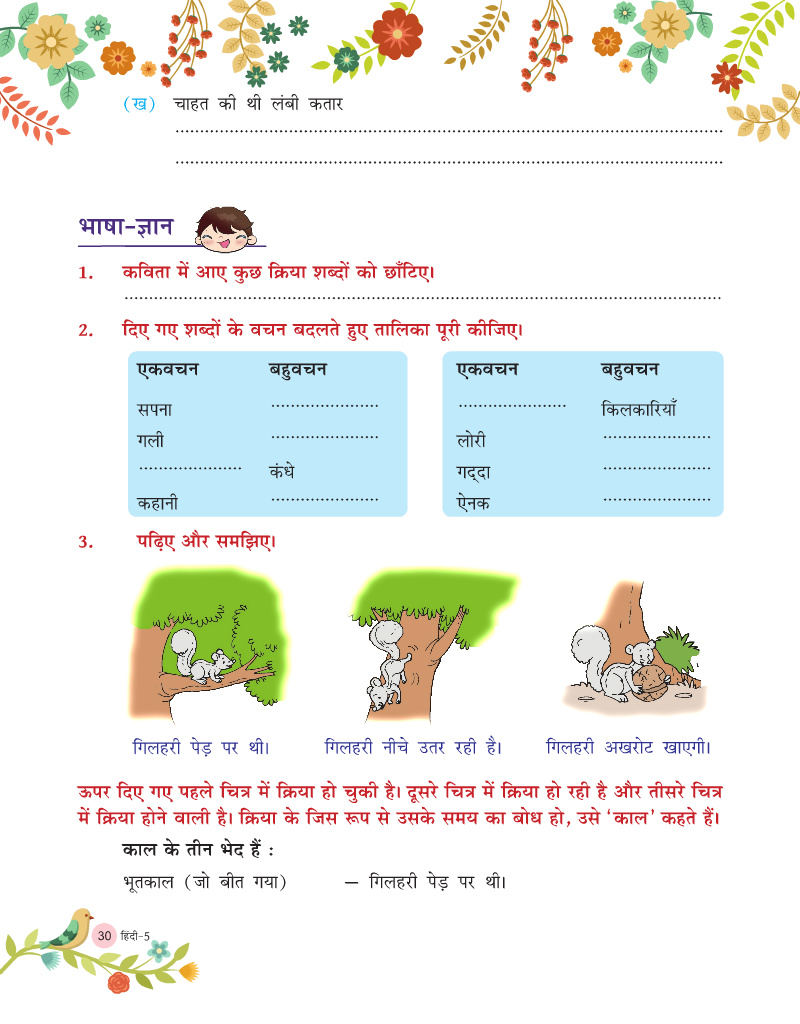 (ख) चाहत की थी लंबी कतार
................................................................
................................................................
भाषा-ज्ञान
1. कविता में आए कुछ क्रिया शब्दों को छाँटिए।
................................................................
2. दिए गए शब्दों के वचन बदलते हुए तालिका पूरी कीजिए।
एकवचन बहुवचन एकवचन बहुवचन
सपना ...................... ...................... किलकारियाँ
गली ...................... लोरी ......................
...................... कंधे गद्‍दा ......................
कहानी ...................... ऐनक ......................
3. पढ़िए और समझिए।
गिलहरी पेड़ पर थी। गिलहरी नीचे उतर रही है। गिलहरी अखरोट खाएगी।
ऊपर दिए गए पहले चित्र में क्रिया हो चुकी है। दूसरे चित्र में क्रिया हो रही है और तीसरे चित्र
में क्रिया होने वाली है। क्रिया के जिस रूप से उसके समय का बोध हो, उसे ‘काल’ कहते हैं।
काल के तीन भेद हैं :
भूतकाल (जो बीत गया) – गिलहरी पेड़ पर थी।
30 हिंदी-5